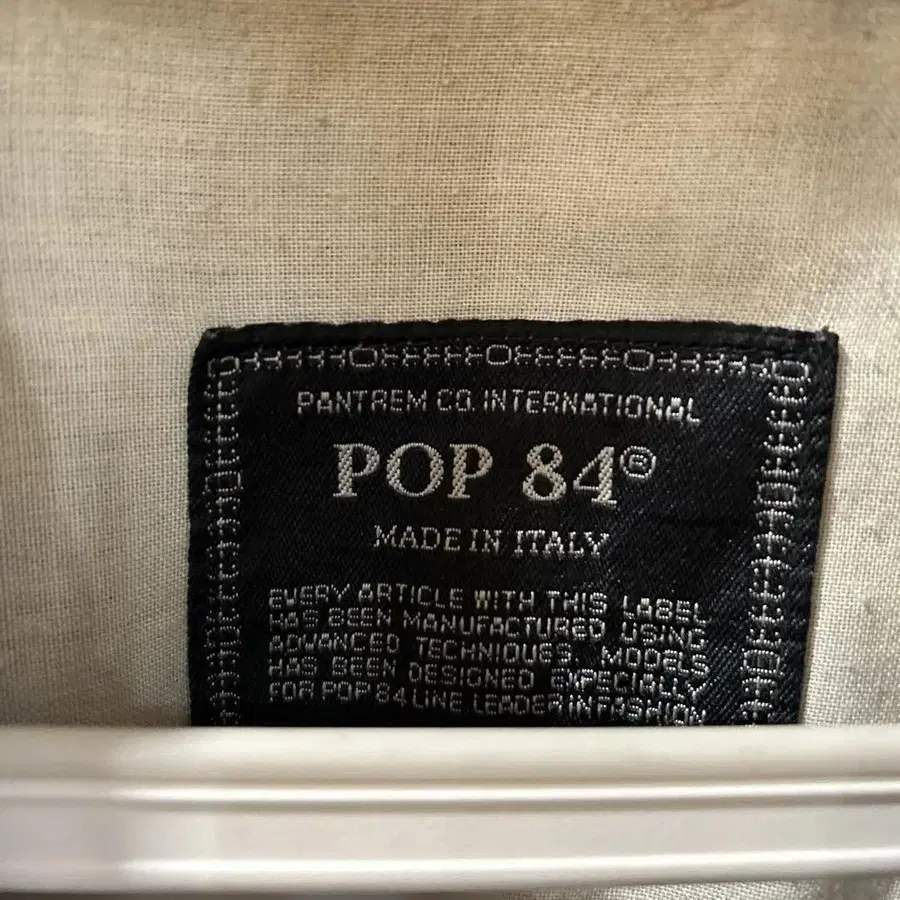 PANTREM CO. INTERNATIONAL
POP 84®
MADE IN ITALY
EVERY ARTICLE WITH THIS LABEL
HAS BEEN MANUFACTURED USING
ADVANCED TECHNIQUES. MODELS
HAS BEEN DESIGNED EXPECIALLY
FOR POP 84 LINE LEADER IN FASHION